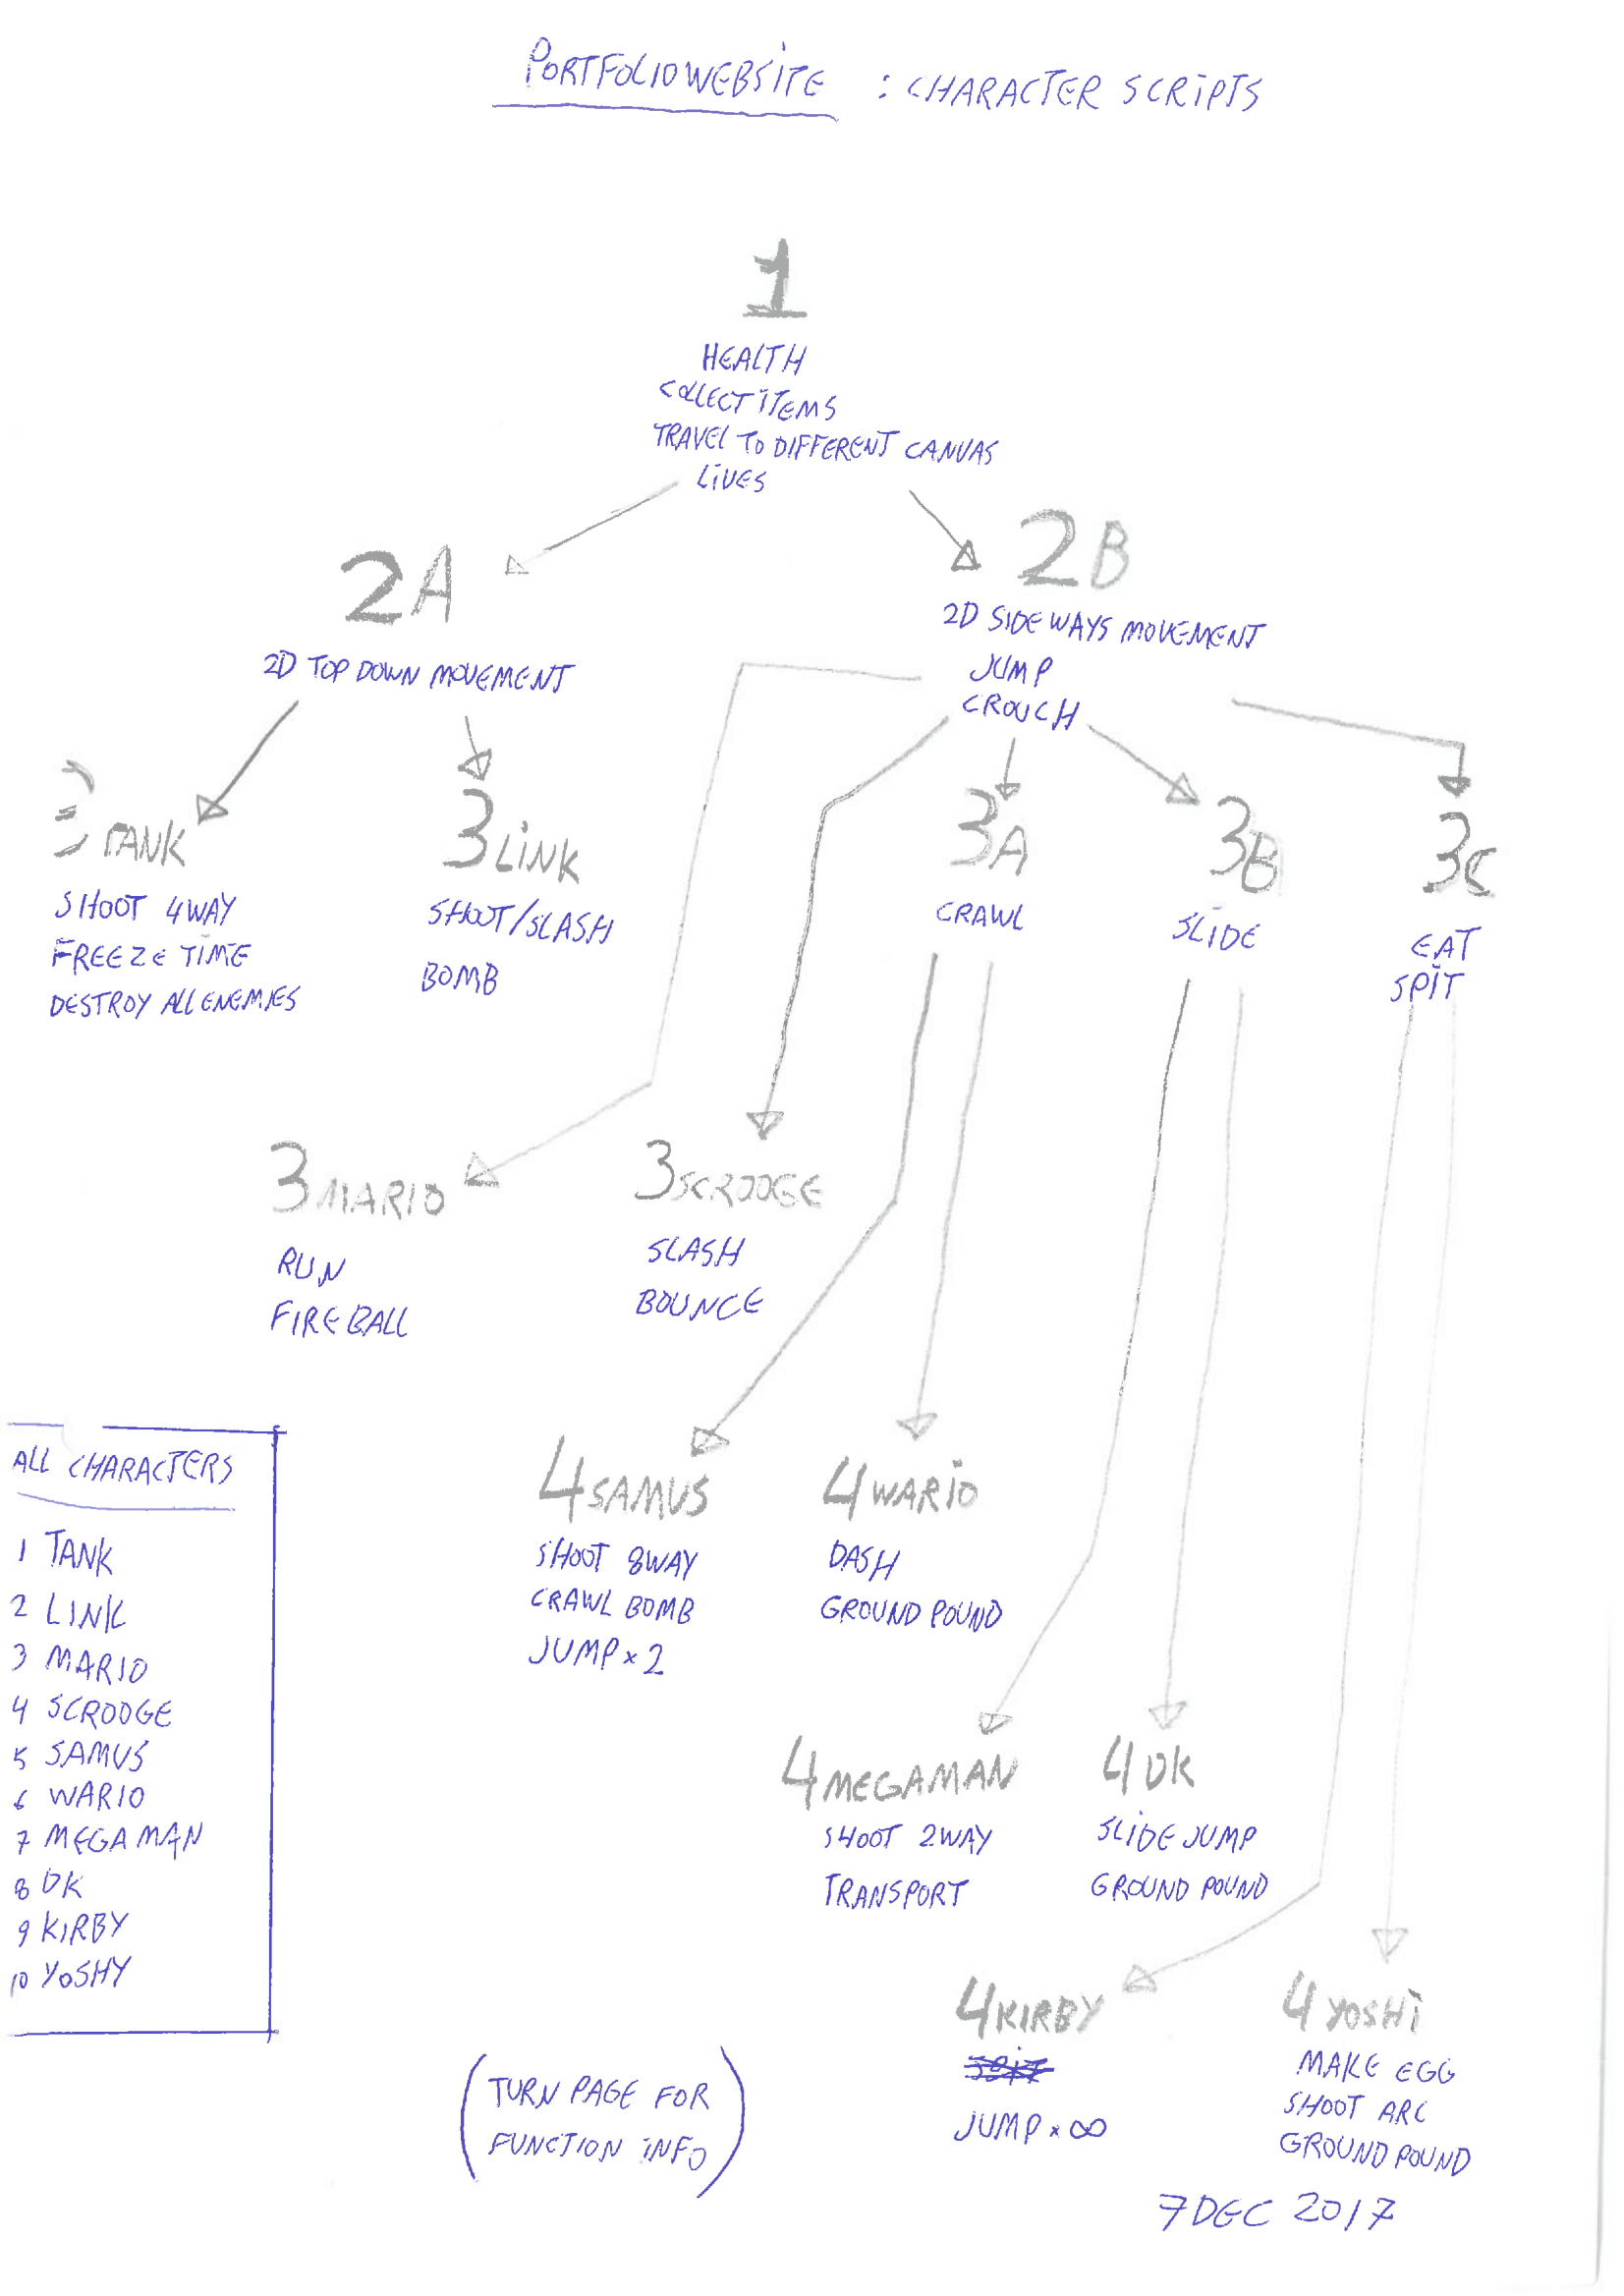 PORTFOLIOWEBSITE : CHARACTER SCRIPTS
1
HEALTH
COLLECT ITEMS
TRAVEL TO DIFFERENT CANVAS
LIVES
2A
2D TOP DOWN MOVEMENT
2B
2D SIDEWAYS MOVEMENT
JUMP
CROUCH
3 TANK
SHOOT 4WAY
FREEZE TIME
DESTROY ALL ENEMIES
3 LINK
SHOOT/SLASH
BOMB
3A
CRAWL
3B
SLIDE
3C
EAT
SPIT
3 MARIO
RUN
FIREBALL
3 SCROOGE
SLASH
BOUNCE
4 SAMUS
SHOOT 8WAY
CRAWL BOMB
JUMP × 2
4 WARIO
DASH
GROUND POUND
4 MEGAMAN
SHOOT 2WAY
TRANSPORT
4 DK
SLIDE JUMP
GROUND POUND
4 KIRBY
SPIT
JUMP × ∞
4 YOSHI
MAKE EGG
SHOOT ARC
GROUND POUND
ALL CHARACTERS
1 TANK
2 LINK
3 MARIO
4 SCROOGE
5 SAMUS
6 WARIO
7 MEGAMAN
8 DK
9 KIRBY
10 YOSHY
(TURN PAGE FOR
FUNCTION INFO)
7 DEC 2017